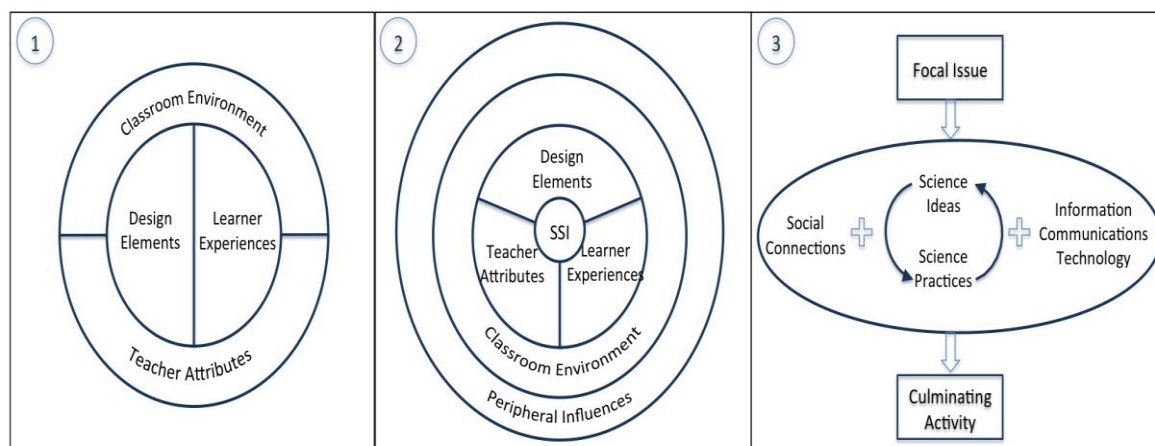 1
Classroom Environment
Design
Elements
Learner
Experiences
Teacher Attributes
2
Design
Elements
SSI
Teacher
Attributes
Learner
Experiences
Classroom Environment
Peripheral Influences
3
Focal Issue
Science
Ideas
Social
Connections
+
+
Information
Communications
Technology
Science
Practices
Culminating
Activity